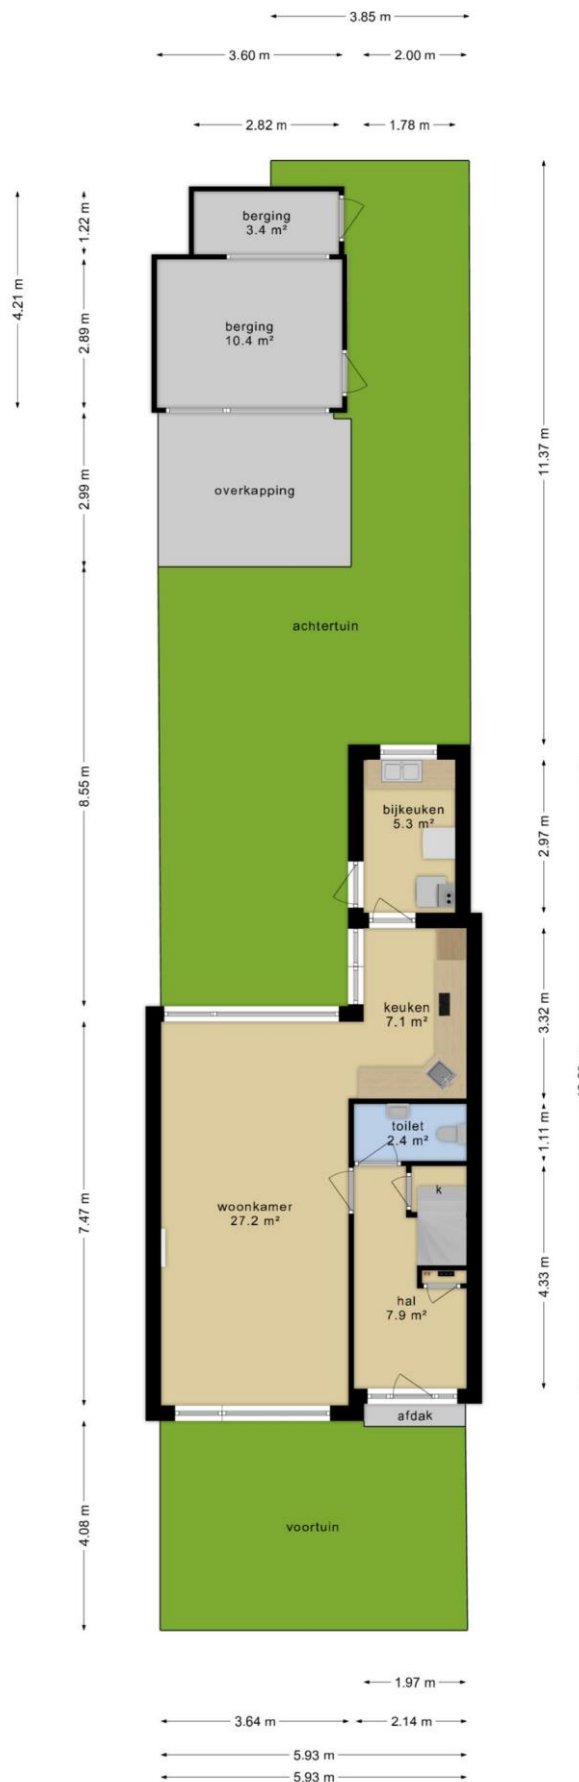 3.85 m
3.60 m
2.00 m
2.82 m
1.78 m
berging
3.4 m²
1.22 m
4.21 m
berging
10.4 m²
2.89 m
11.37 m
overkapping
2.99 m
achtertuin
8.55 m
bijkeuken
5.3 m²
2.97 m
keuken
7.1 m²
3.32 m
toilet
2.4 m²
1.11 m
k
woonkamer
27.2 m²
7.47 m
hal
7.9 m²
4.33 m
afdak
voortuin
4.08 m
1.97 m
3.64 m
2.14 m
5.93 m
5.93 m